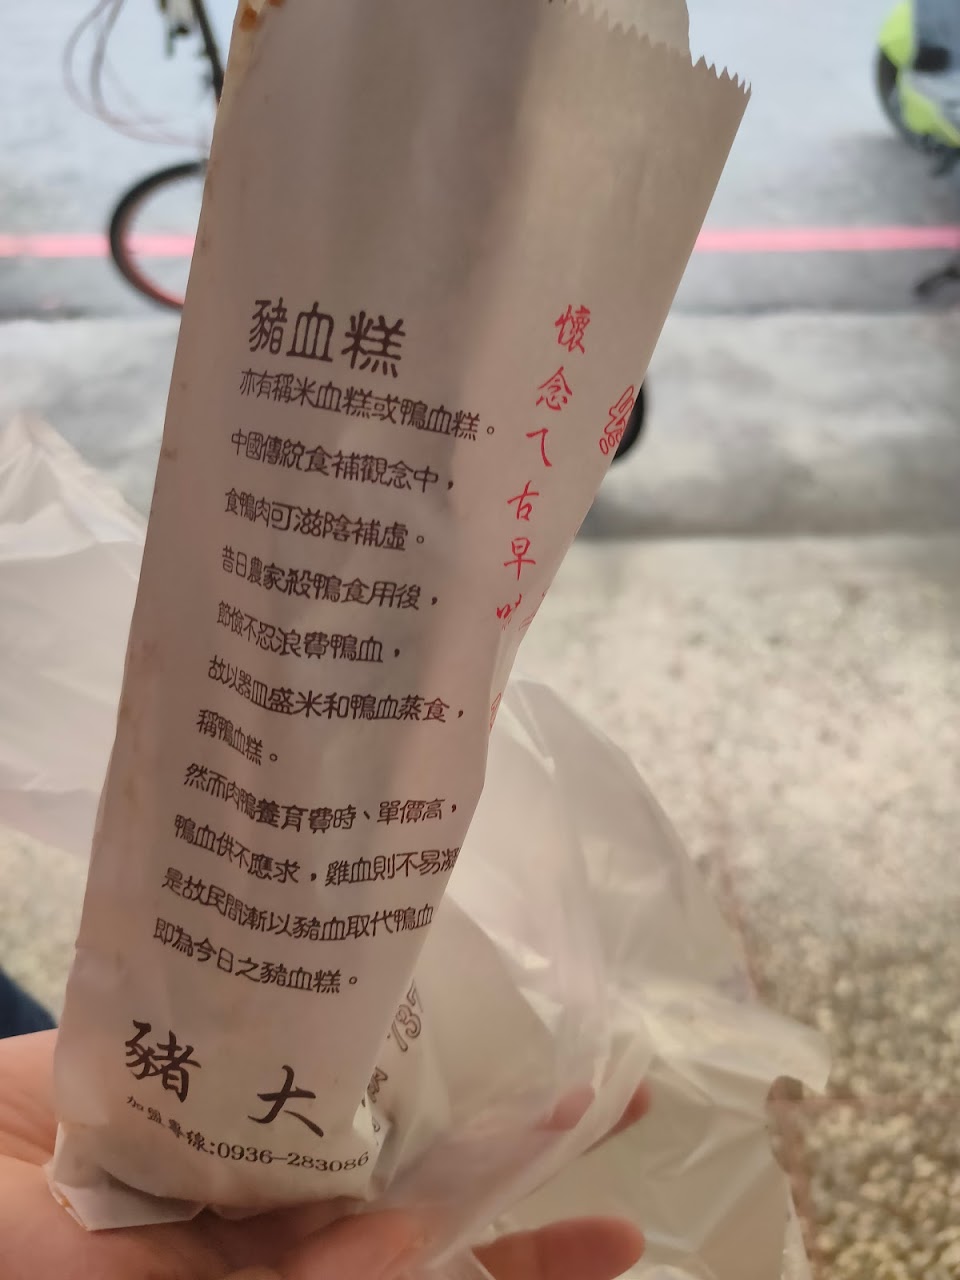 豬血糕
亦有稱米血糕或鴨血糕。
中國傳統食補觀念中，
食鴨肉可滋陰補虛。
昔日農家殺鴨食用後，
節儉不忍浪費鴨血，
故以器皿盛米和鴨血蒸食，
稱鴨血糕。
然而肉鴨養育費時、單價高，
鴨血供不應求，雞血則不易凝
是故民間漸以豬血取代鴨血
即為今日之豬血糕。
豬大
加盟專線:0936-283086
懷念ㄟ古早味
737